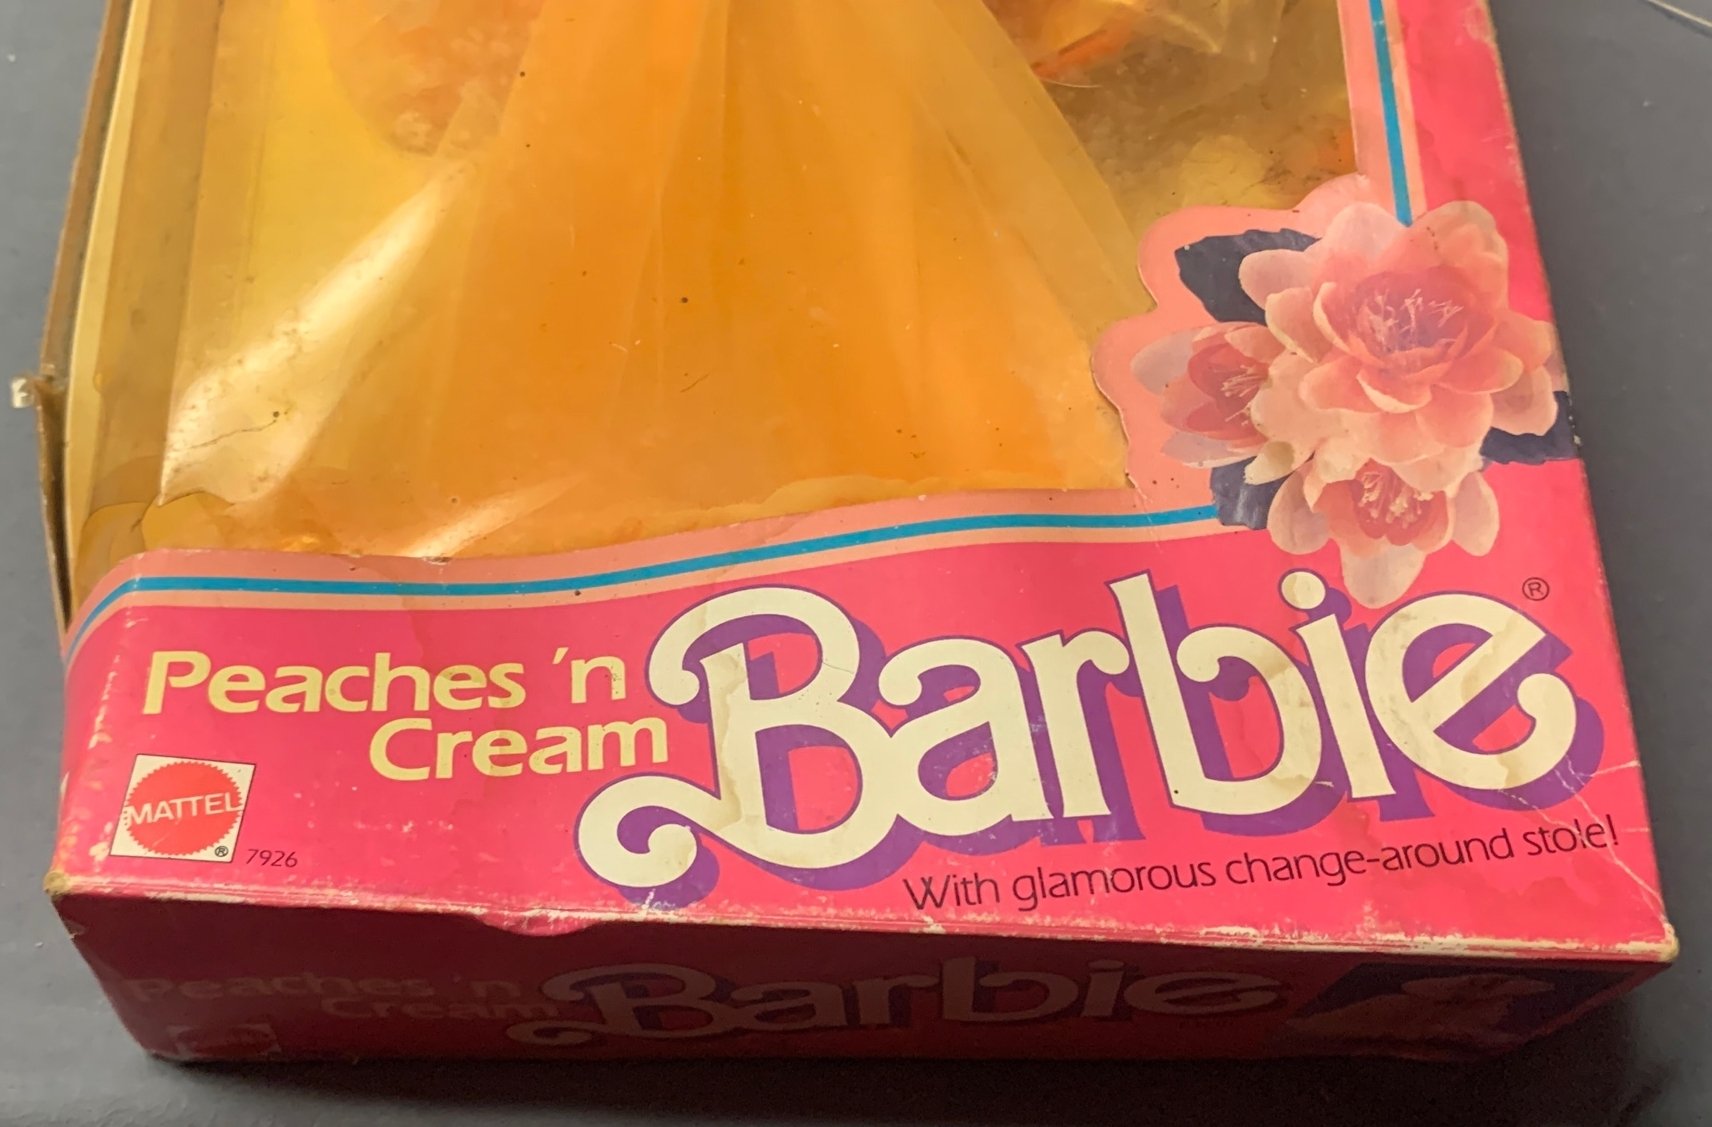 Peaches 'n
Cream
Barbie®
MATTEL®
7926
With glamorous change-around stole!
Peaches 'n
Cream
Barbie